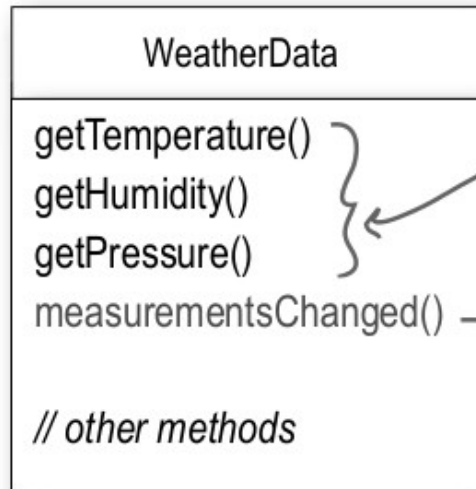 WeatherData
getTemperature()
getHumidity()
getPressure()
measurementsChanged()
// other methods